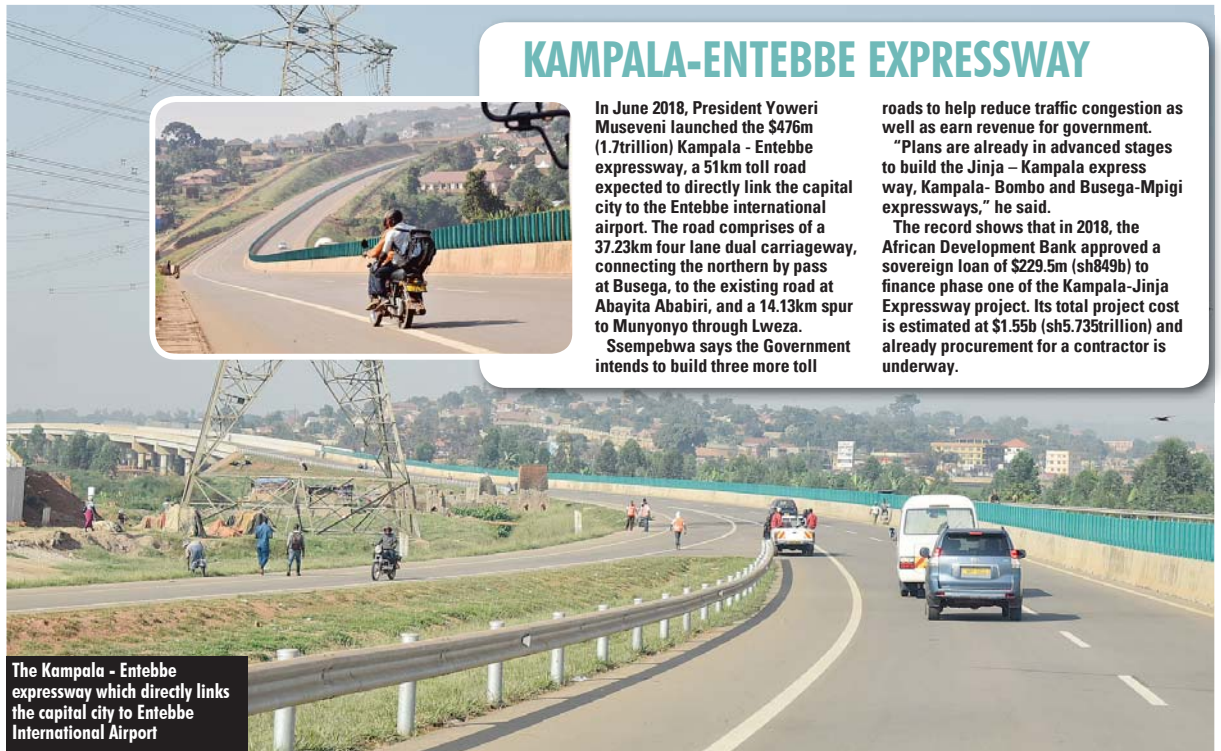 KAMPALA-ENTEBBE EXPRESSWAY
In June 2018, President Yoweri
Museveni launched the $476m
(1.7trillion) Kampala - Entebbe
expressway, a 51km toll road
expected to directly link the capital
city to the Entebbe international
airport. The road comprises of a
37.23km four lane dual carriageway,
connecting the northern by pass
at Busega, to the existing road at
Abayita Ababiri, and a 14.13km spur
to Munyonyo through Lweza.
Ssempebwa says the Government
intends to build three more toll
roads to help reduce traffic congestion as
well as earn revenue for government.
"Plans are already in advanced stages
to build the Jinja – Kampala express
way, Kampala- Bombo and Busega-Mpigi
expressways," he said.
The record shows that in 2018, the
African Development Bank approved a
sovereign loan of $229.5m (sh849b) to
finance phase one of the Kampala-Jinja
Expressway project. Its total project cost
is estimated at $1.55b (sh5.735trillion) and
already procurement for a contractor is
underway.
The Kampala - Entebbe
expressway which directly links
the capital city to Entebbe
International Airport